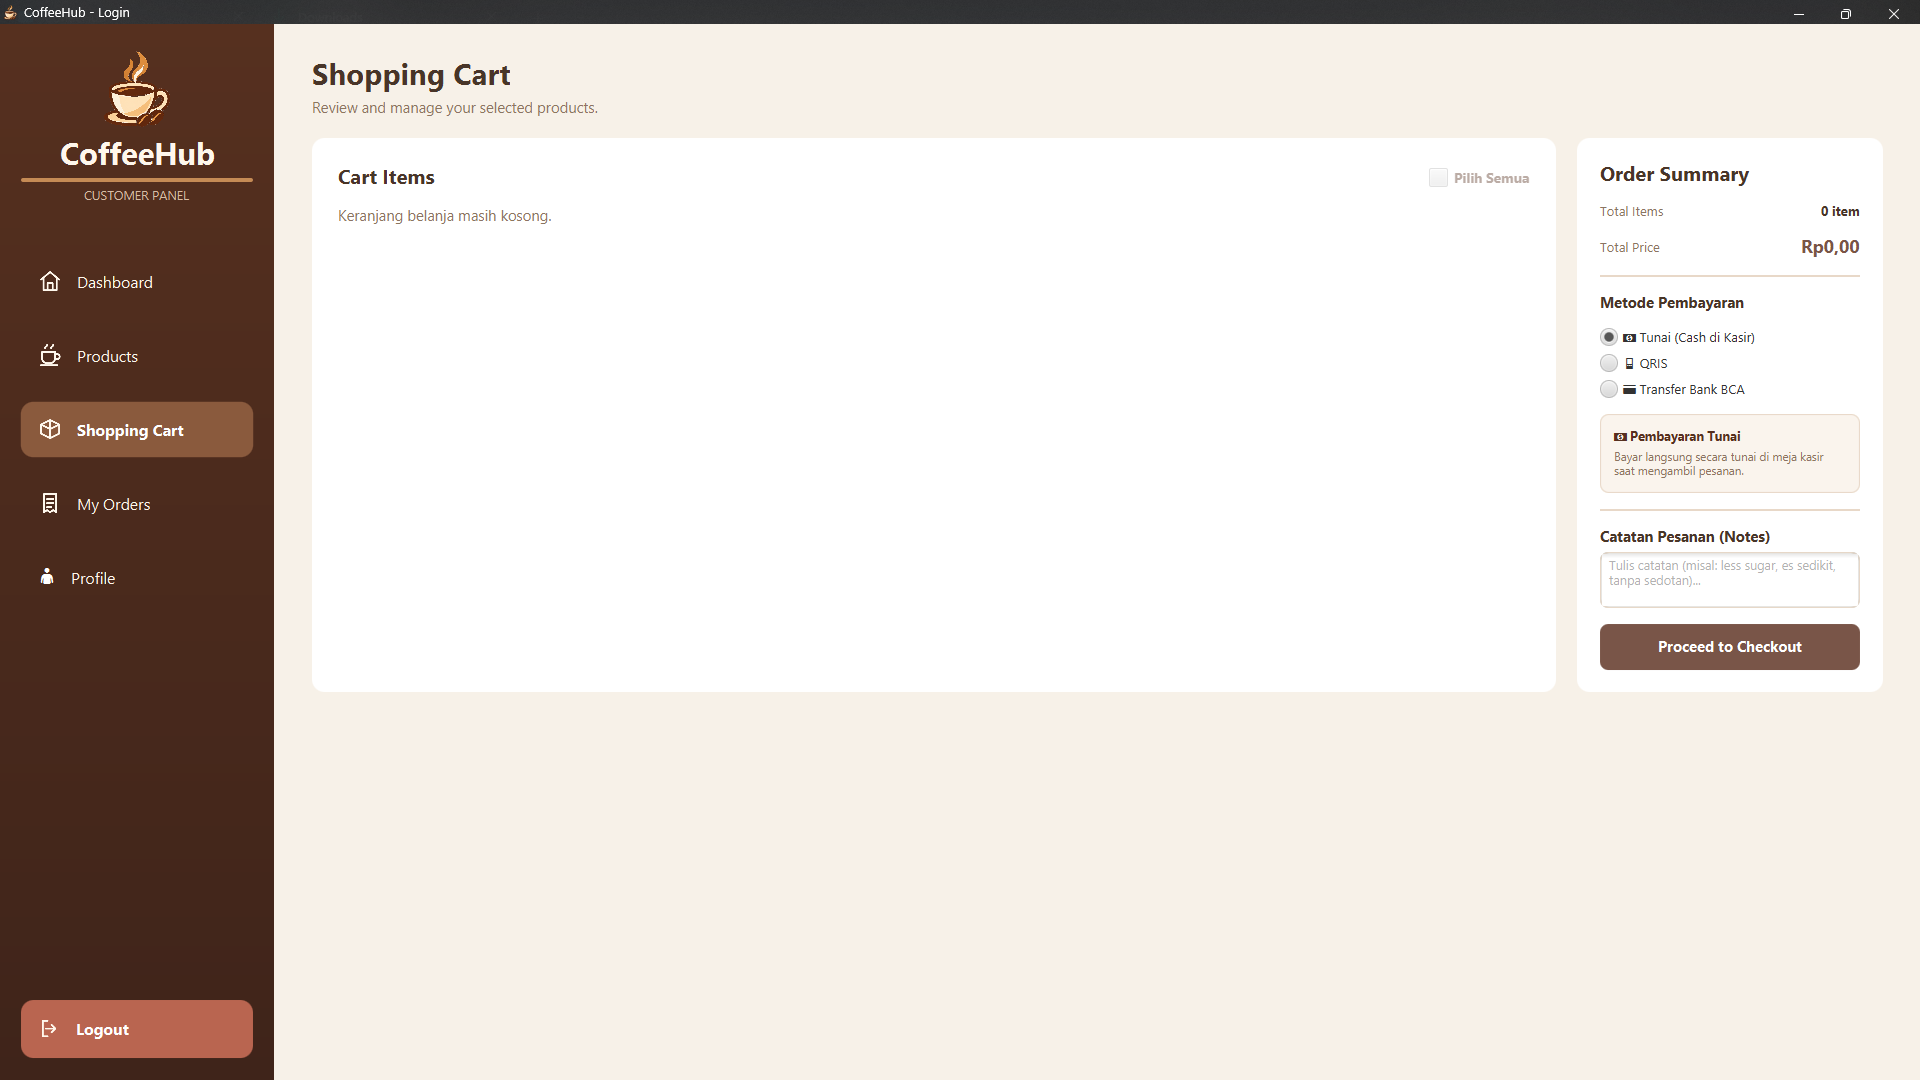 CoffeeHub - Login
CoffeeHub
CUSTOMER PANEL
Dashboard
Products
Shopping Cart
My Orders
Profile
Logout
Shopping Cart
Review and manage your selected products.
Cart Items
Pilih Semua
Keranjang belanja masih kosong.
Order Summary
Total Items
0 item
Total Price
Rp0,00
Metode Pembayaran
Tunai (Cash di Kasir)
QRIS
Transfer Bank BCA
Pembayaran Tunai
Bayar langsung secara tunai di meja kasir
saat mengambil pesanan.
Catatan Pesanan (Notes)
Tulis catatan (misal: less sugar, es sedikit,
tanpa sedotan)...
Proceed to Checkout